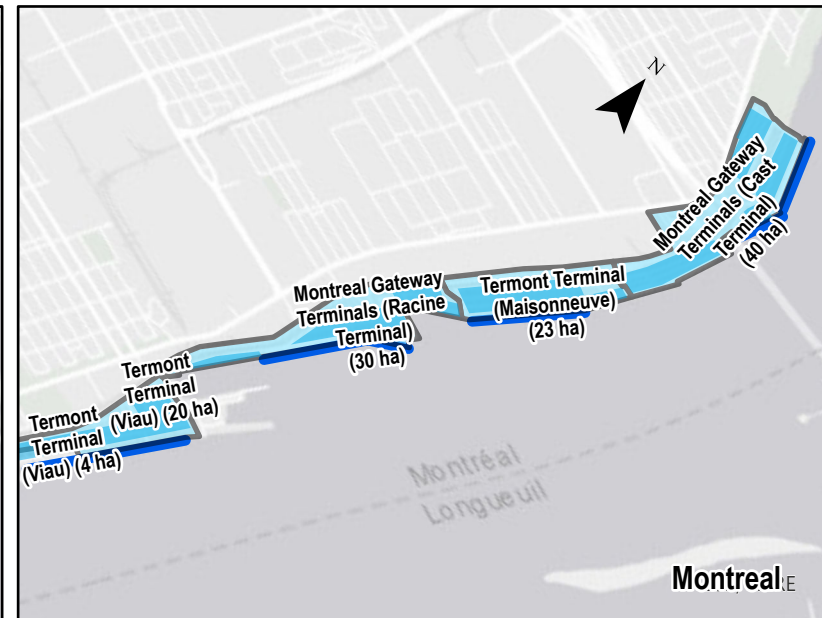 N
Montreal Gateway
Terminals (Cast
Terminal)
(40 ha)
Termont Terminal
(Maisonneuve)
(23 ha)
Montreal Gateway
Terminals (Racine
Terminal)
(30 ha)
Termont
Terminal
(Viau) (20 ha)
Termont
Terminal
(Viau) (4 ha)
Montréal
Longueuil
Montreal